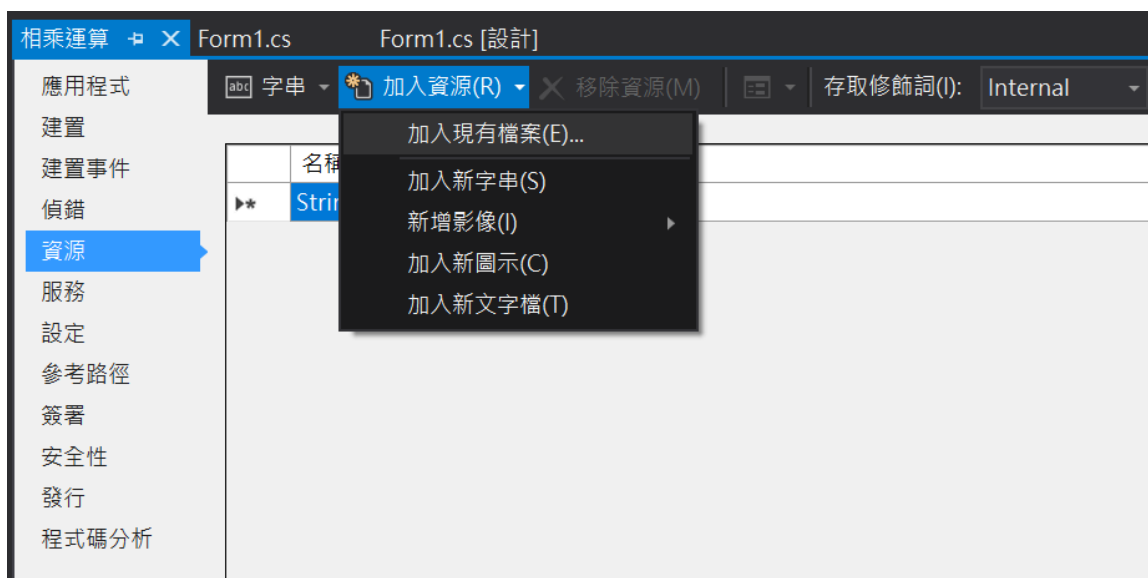 相乘運算 Form1.cs Form1.cs [設計]
應用程式
建置
建置事件
偵錯
資源
服務
設定
參考路徑
簽署
安全性
發行
程式碼分析
abc 字串 加入資源(R) 移除資源(M) 存取修飾詞(I): Internal
加入現有檔案(E)...
加入新字串(S)
新增影像(I)
加入新圖示(C)
加入新文字檔(T)